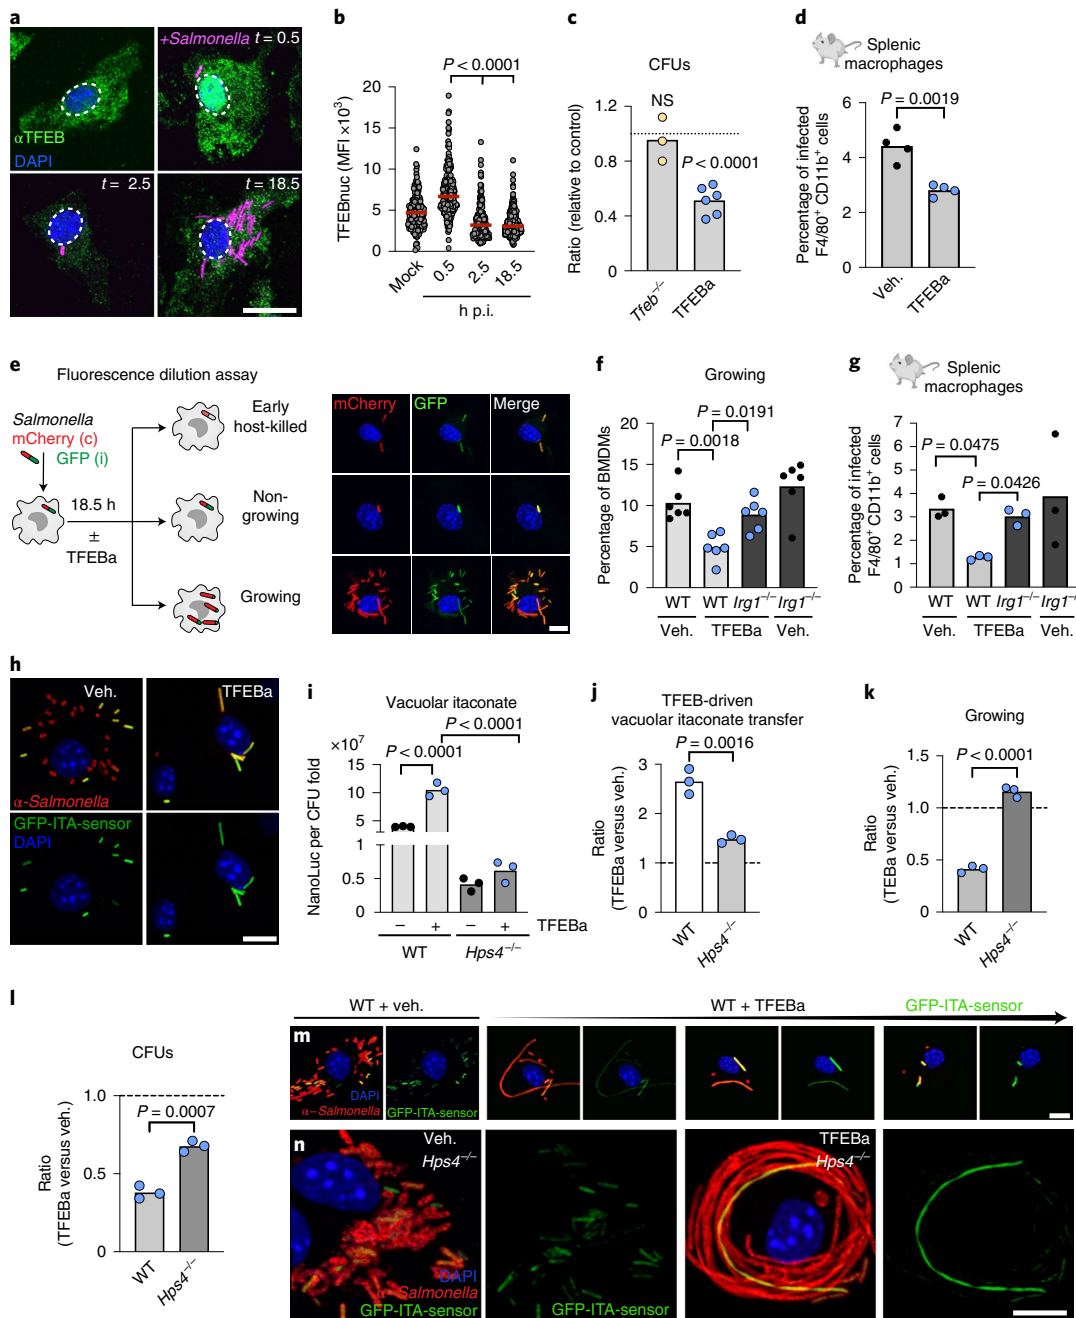 a
αTFEB
DAPI
+Salmonella t = 0.5
t = 2.5
t = 18.5
b
TFEBnuc (MFI ×10³)
20
15
10
5
0
P < 0.0001
Mock
0.5
2.5
18.5
h p.i.
c
CFUs
Ratio (relative to control)
1.2
0.8
0.4
0
NS
P < 0.0001
Tfeb⁻/⁻
TFEBa
d
Splenic
macrophages
Percentage of infected
F4/80⁺ CD11b⁺ cells
6
4
2
0
P = 0.0019
Veh.
TFEBa
e
Fluorescence dilution assay
Salmonella
mCherry (c)
GFP (i)
18.5 h
±
TFEBa
Early
host-killed
Non-
growing
Growing
mCherry
GFP
Merge
f
Growing
Percentage of BMDMs
20
15
10
5
0
P = 0.0018
P = 0.0191
WT
WT
Irg1⁻/⁻
Irg1⁻/⁻
Veh.
TFEBa
Veh.
g
Splenic
macrophages
Percentage of infected
F4/80⁺ CD11b⁺ cells
7
6
5
4
3
2
1
0
P = 0.0475
P = 0.0426
WT
WT
Irg1⁻/⁻
Irg1⁻/
Veh.
TFEBa
Veh.
h
Veh.
TFEBa
α-Salmonella
GFP-ITA-sensor
DAPI
i
Vacuolar itaconate
NanoLuc per CFU fold
×10⁷
15
10
5
1
0.5
0
P < 0.0001
P < 0.0001
–
+
–
+
TFEBa
WT
Hps4⁻/⁻
j
TFEB-driven
vacuolar itaconate transfer
Ratio
(TFEBa versus veh.)
3
2
1
0
P = 0.0016
WT
Hps4⁻/⁻
k
Growing
Ratio
(TEBa versus veh.)
1.5
1.0
0.5
0
P < 0.0001
WT
Hps4⁻/⁻
l
CFUs
Ratio
(TFEBa versus veh.)
1.0
0.5
0
P = 0.0007
WT
Hps4⁻/⁻
WT + veh.
WT + TFEBa
GFP-ITA-sensor
m
DAPI
α–Salmonella
GFP-ITA-sensor
n
Veh.
Hps4⁻/⁻
DAPI
α–Salmonella
GFP-ITA-sensor
GFP-ITA-sensor
TFEBa
Hps4⁻/⁻